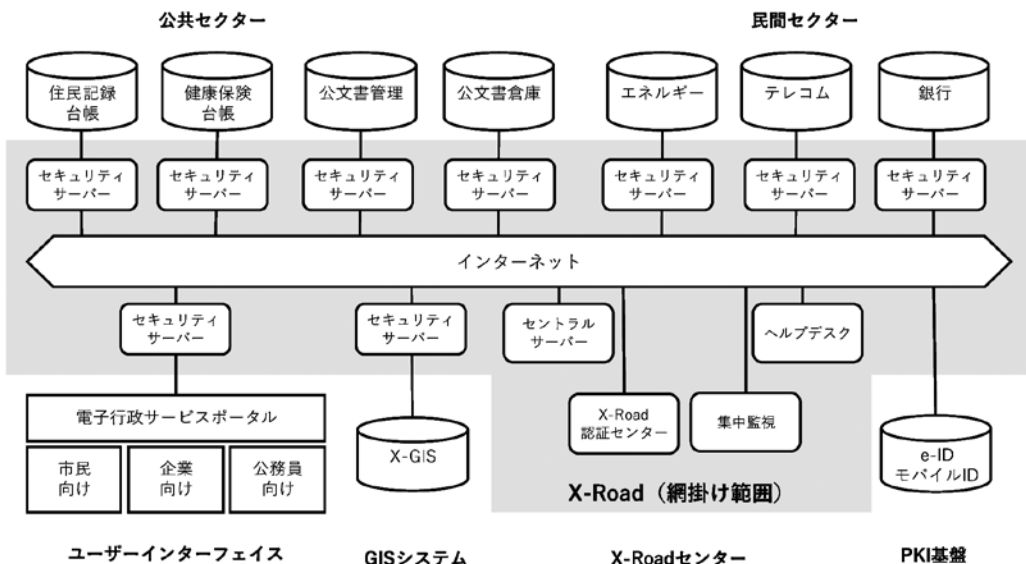 公共セクター
民間セクター
住民記録
台帳
健康保険
台帳
公文書管理
公文書倉庫
エネルギー
テレコム
銀行
セキュリティ
サーバー
セキュリティ
サーバー
セキュリティ
サーバー
セキュリティ
サーバー
セキュリティ
サーバー
セキュリティ
サーバー
セキュリティ
サーバー
インターネット
セキュリティ
サーバー
セキュリティ
サーバー
セントラル
サーバー
ヘルプデスク
電子行政サービスポータル
市民
向け
企業
向け
公務員
向け
X-GIS
X-Road
認証センター
集中監視
e-ID
モバイルID
X-Road（網掛け範囲）
ユーザーインターフェイス
GISシステム
X-Roadセンター
PKI基盤